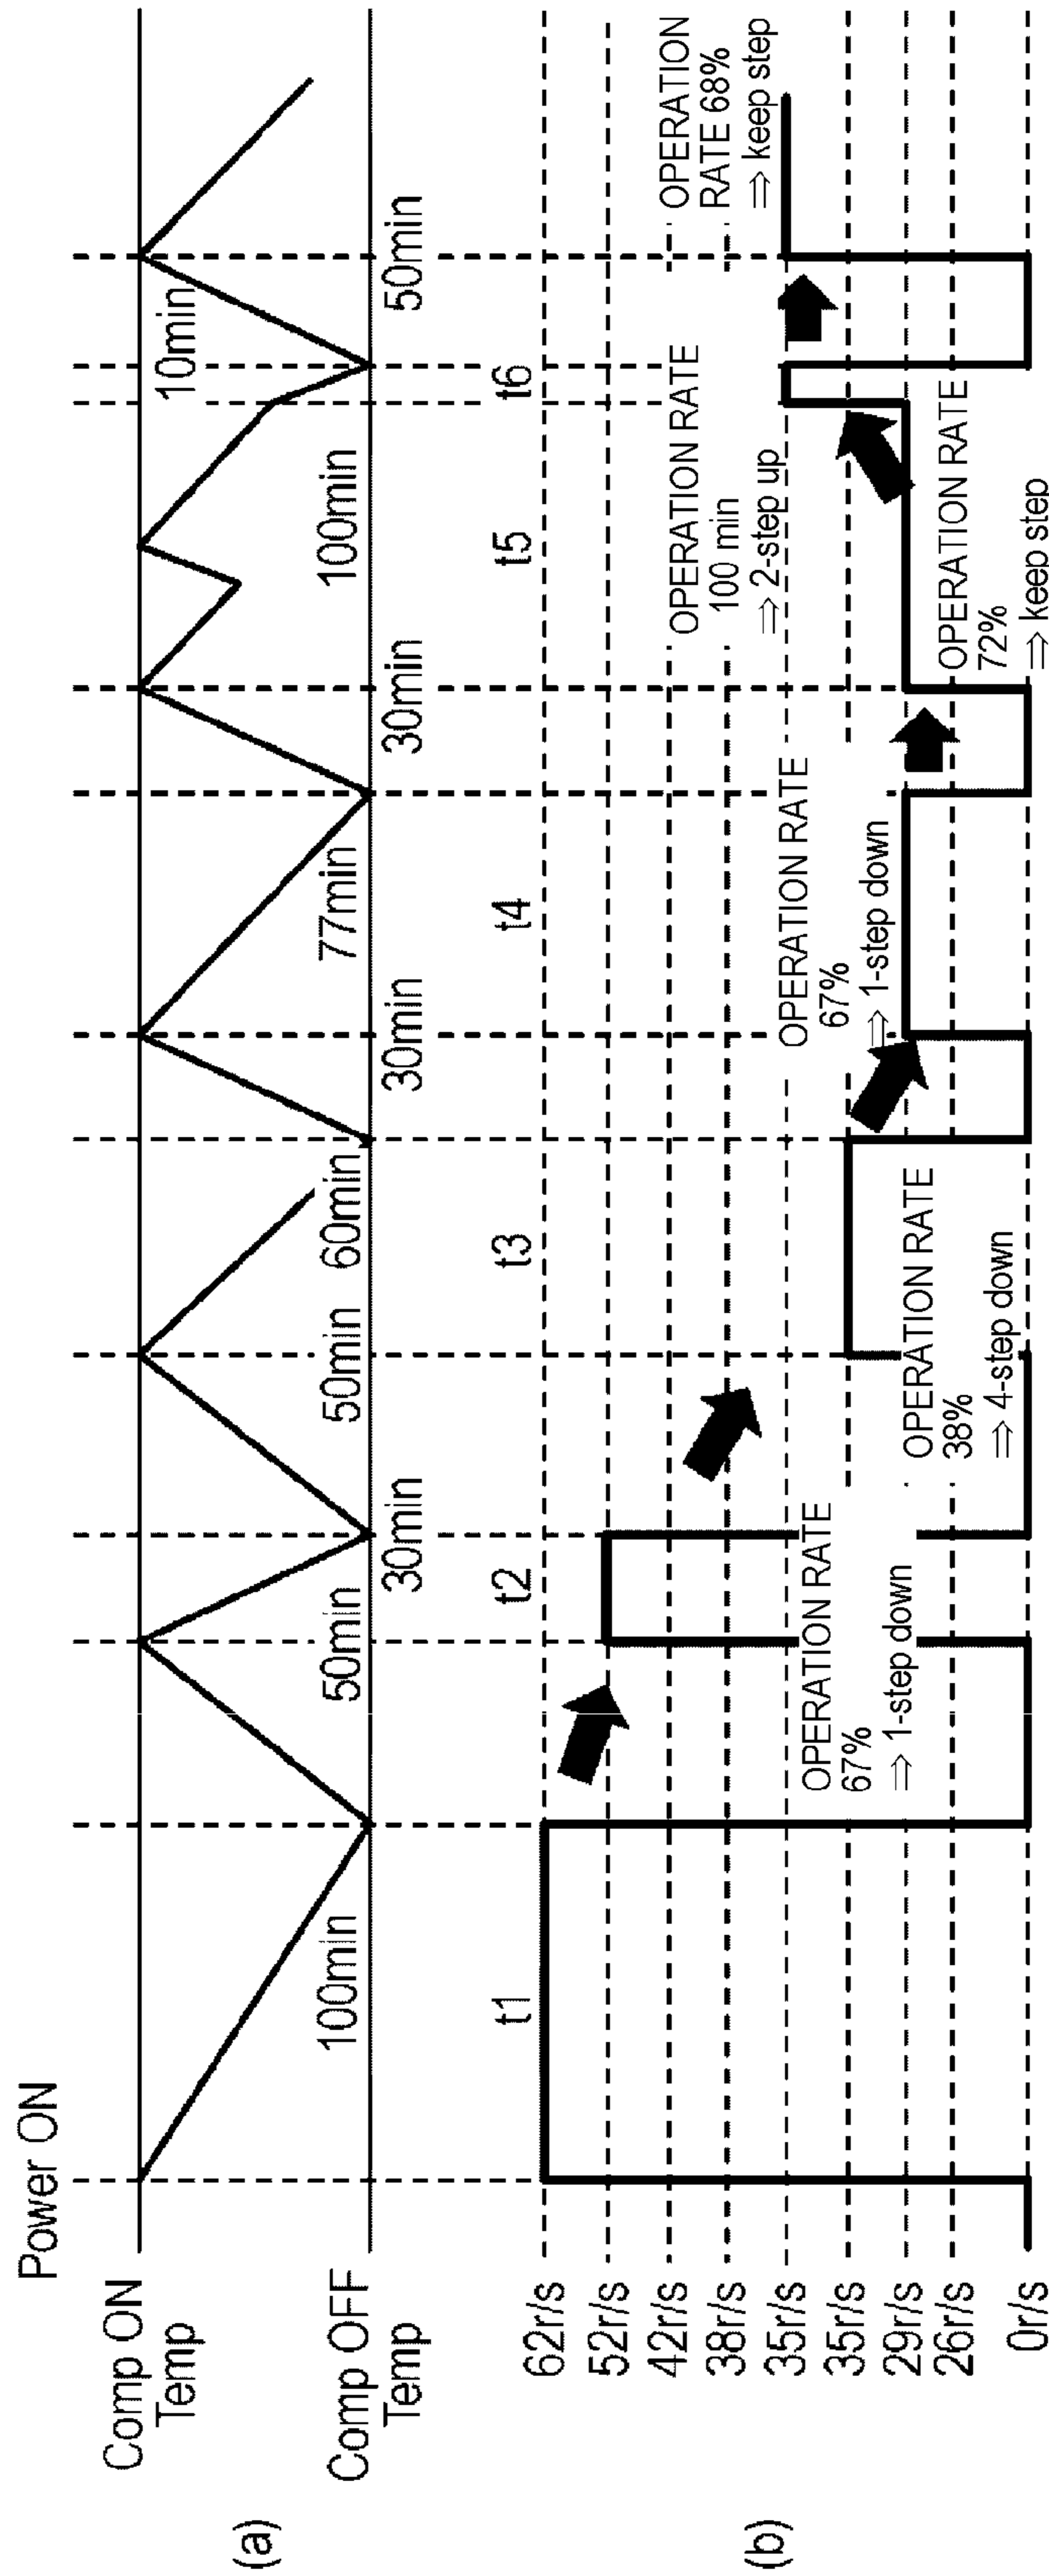 Power ON
(a)
Comp ON
Temp
Comp OFF
Temp
100min
50min
30min
50min
60min
30min
77min
30min
100min
10min
50min
(b)
t1
t2
t3
t4
t5
t6
62r/s
52r/s
42r/s
38r/s
35r/s
35r/s
29r/s
26r/s
0r/s
OPERATION RATE
67%
⇒ 1-step down
OPERATION RATE
38%
⇒ 4-step down
OPERATION RATE
67%
⇒ 1-step down
OPERATION RATE
72%
⇒ keep step
OPERATION RATE
100 min
⇒ 2-step up
OPERATION
RATE 68%
⇒ keep step